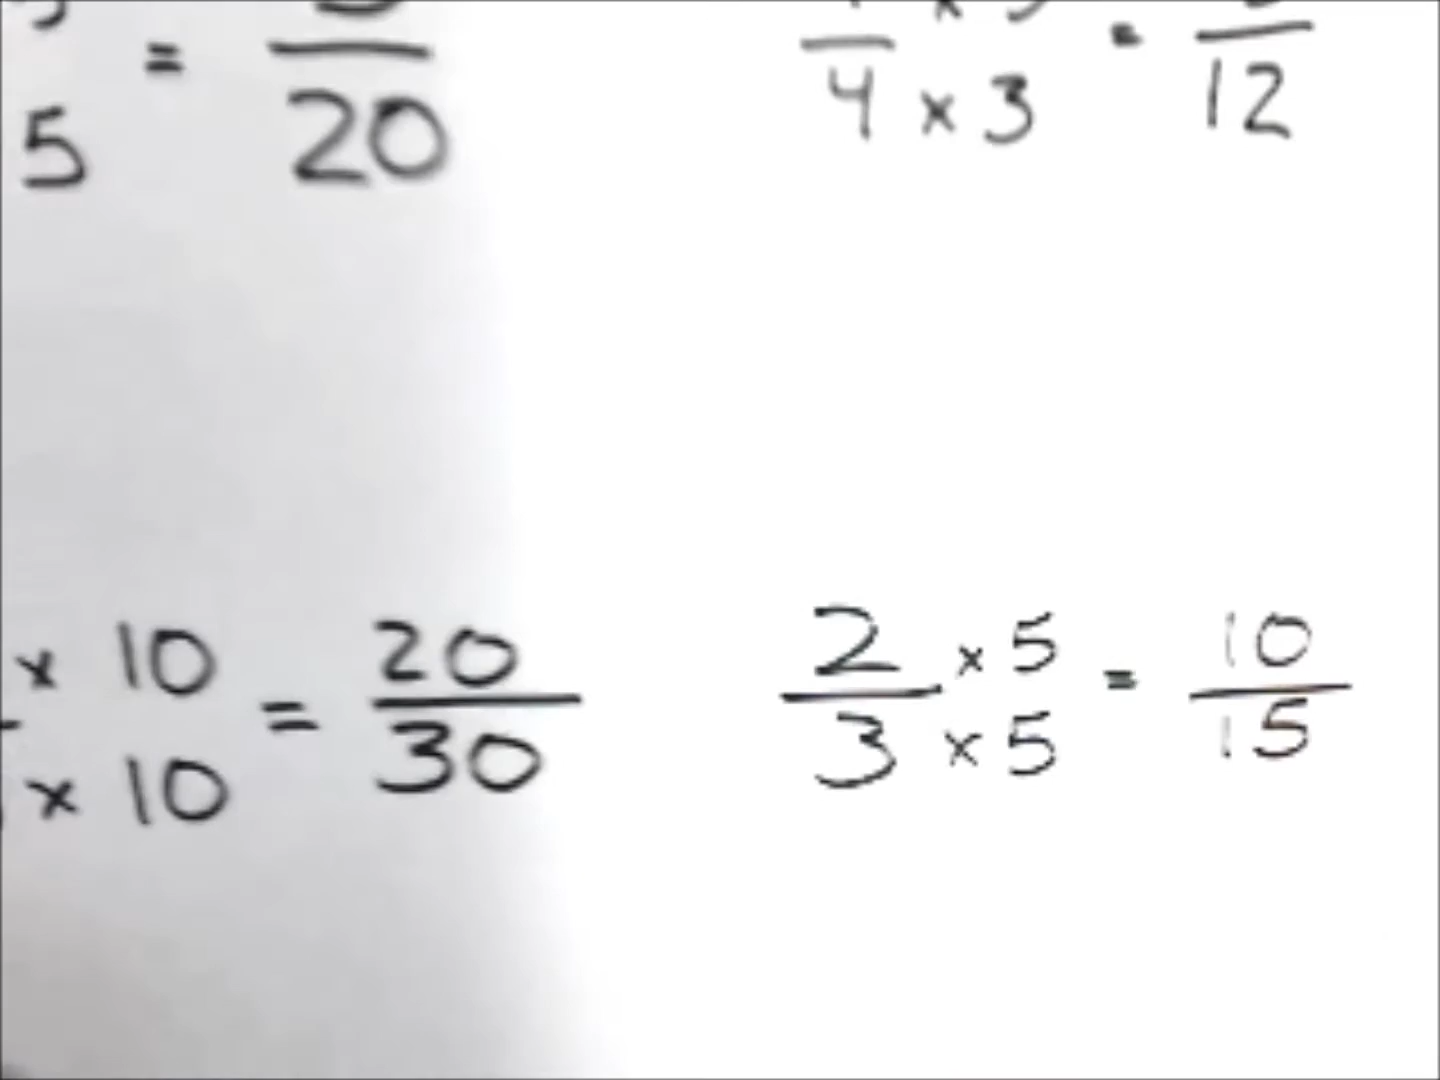 5 = 20
4 x 3 = 12
x 10 = 20
x 10 30
2 x 5 = 10
3 x 5 15